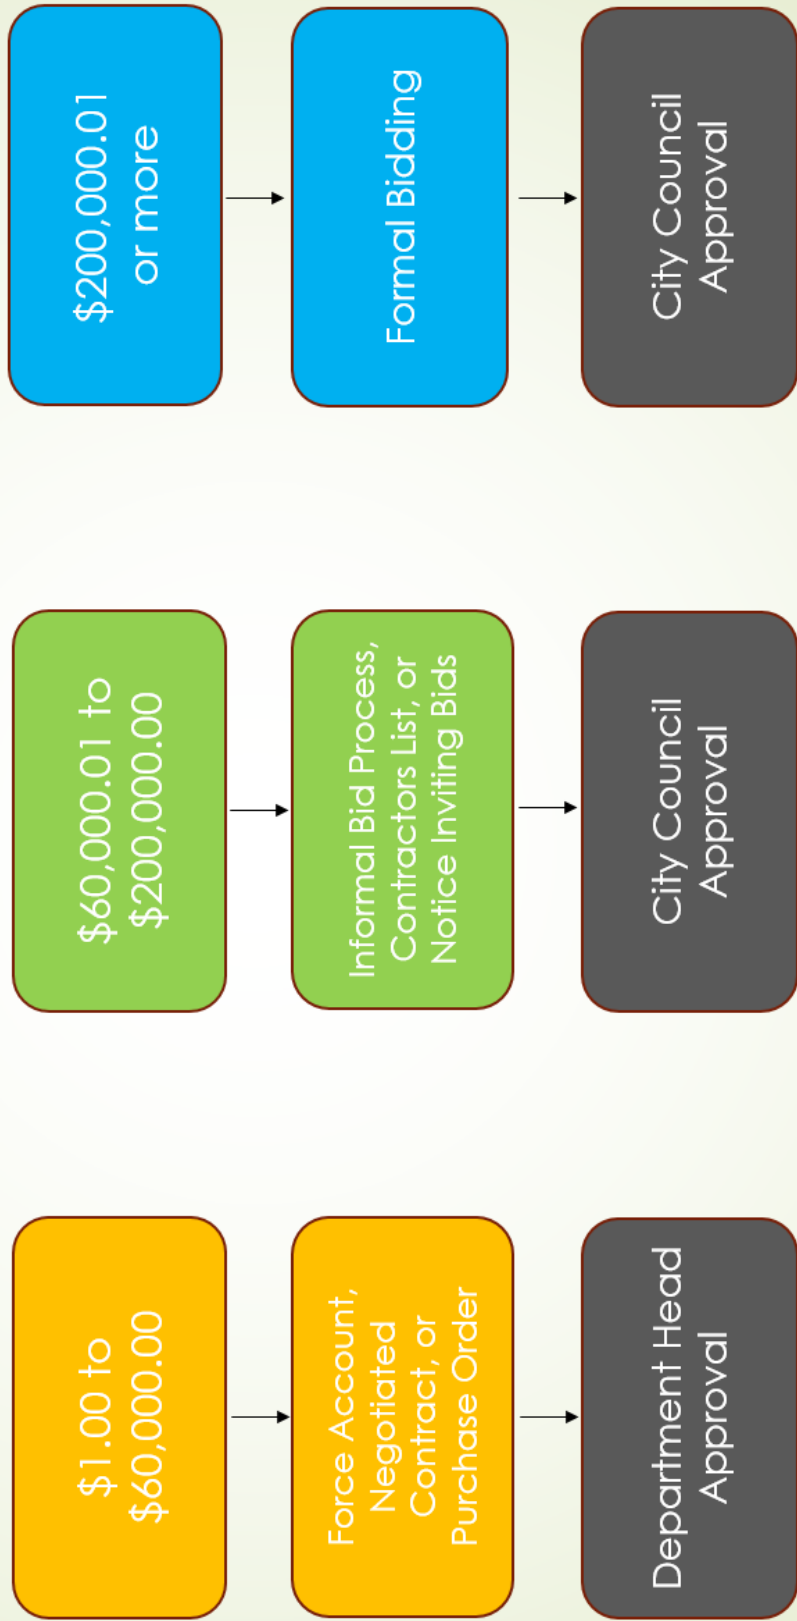 $1.00 to
$60,000.00
Force Account,
Negotiated
Contract, or
Purchase Order
Department Head
Approval
$60,000.01 to
$200,000.00
Informal Bid Process,
Contractors List, or
Notice Inviting Bids
City Council
Approval
$200,000.01
or more
Formal Bidding
City Council
Approval